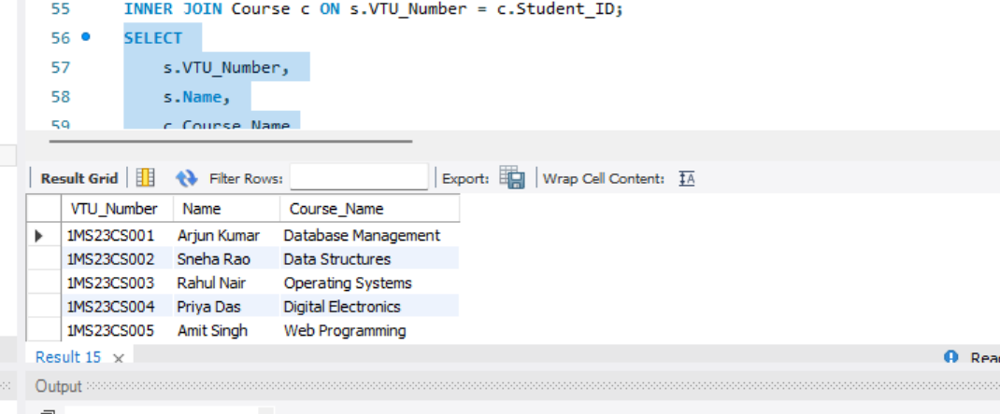 55 INNER JOIN Course c ON s.VTU_Number = c.Student_ID;
56 SELECT
57 s.VTU_Number,
58 s.Name,
59 c.Course_Name
Result Grid Filter Rows: Export: Wrap Cell Content:
VTU_Number Name Course_Name
1MS23CS001 Arjun Kumar Database Management
1MS23CS002 Sneha Rao Data Structures
1MS23CS003 Rahul Nair Operating Systems
1MS23CS004 Priya Das Digital Electronics
1MS23CS005 Amit Singh Web Programming
Result 15 Read
Output